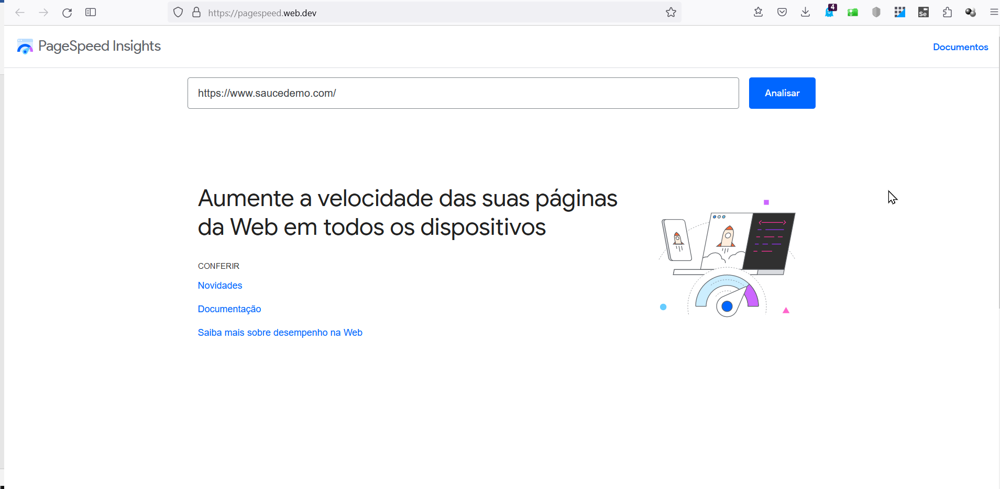 https://pagespeed.web.dev
4
Se
PageSpeed Insights
Documentos
https://www.saucedemo.com/
Analisar
Aumente a velocidade das suas páginas
da Web em todos os dispositivos
CONFERIR
Novidades
Documentação
Saiba mais sobre desempenho na Web